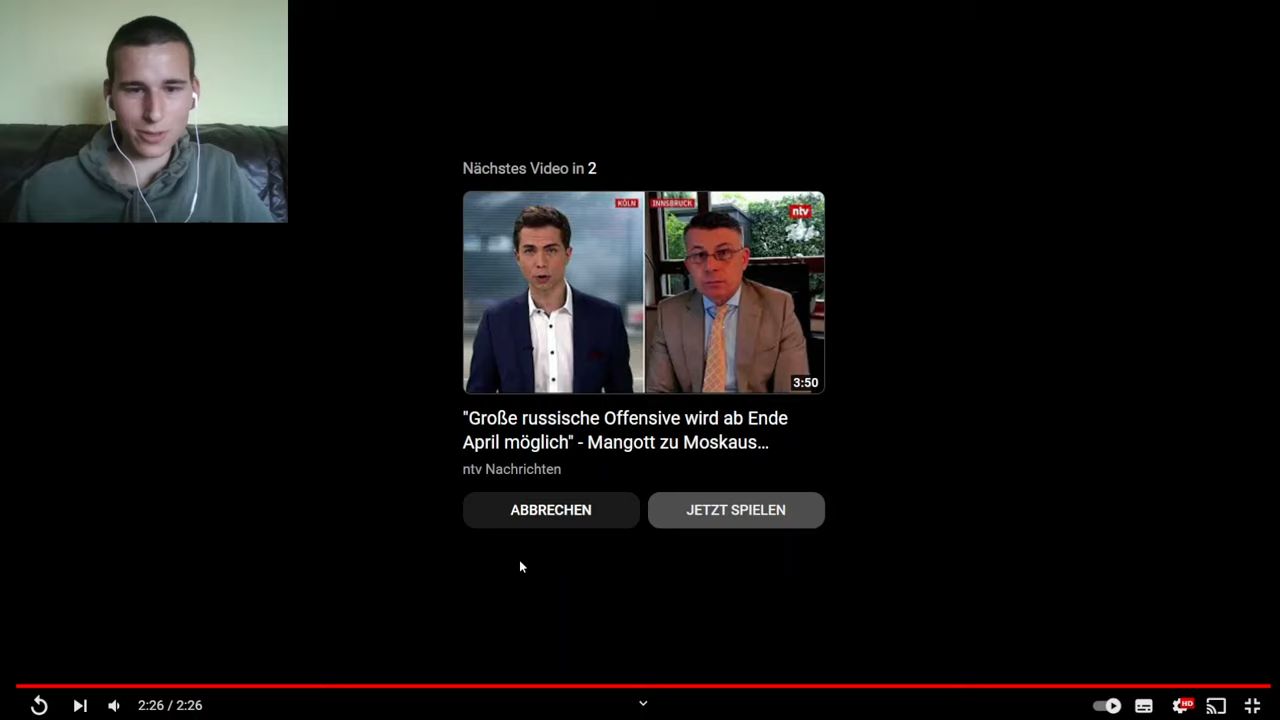 Nächstes Video in 2
KÖLN
INNSBRUCK
ntv
3:50
"Große russische Offensive wird ab Ende
April möglich" - Mangott zu Moskaus...
ntv Nachrichten
ABBRECHEN
JETZT SPIELEN
2:26 / 2:26
HD